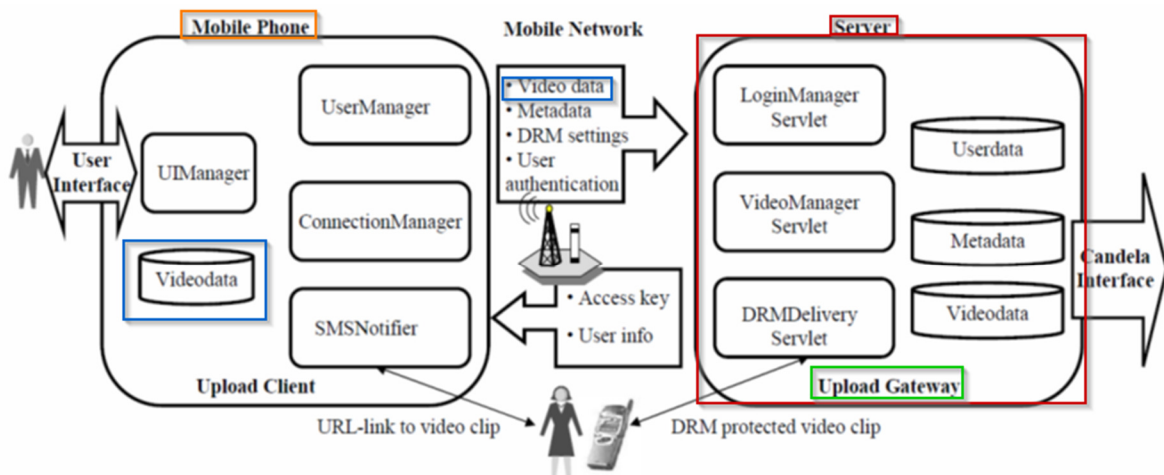 Mobile Phone
Mobile Network
Server
UserManager
User
Interface
UIManager
ConnectionManager
Videodata
SMSNotifier
Upload Client
• Video data
• Metadata
• DRM settings
• User
authentication
• Access key
• User info
LoginManager
Servlet
Userdata
VideoManager
Servlet
Metadata
DRMDelivery
Servlet
Videodata
Upload Gateway
Candela
Interface
URL-link to video clip
DRM protected video clip